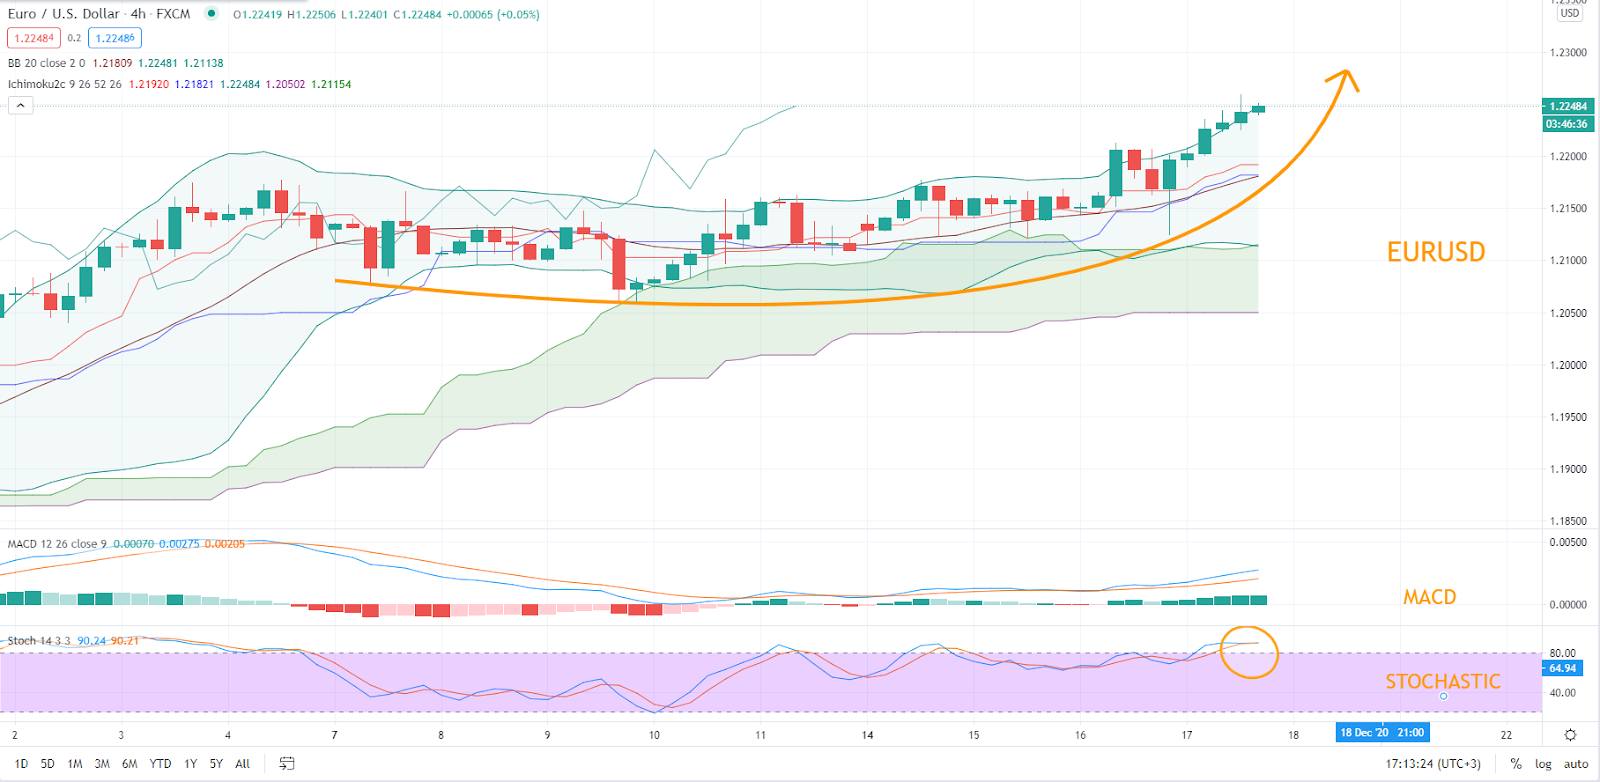 Euro / U.S. Dollar · 4h · FXCM O1.22419 H1.22506 L1.22401 C1.22484 +0.00065 (+0.05%)
USD
1.22484 0.2 1.22486
BB 20 close 2 0 1.21809 1.22481 1.21138
Ichimoku2c 9 26 52 26 1.21920 1.21821 1.22484 1.20502 1.21154
1.23000
1.22484
03:46:36
1.22000
1.21500
EURUSD
1.21000
1.20500
1.20000
1.19500
1.19000
1.18500
MACD 12 26 close 9 0.00070 0.00275 0.00205
0.00500
MACD
0.00000
Stoch 14 3 3 90.24 90.21
80.00
64.94
STOCHASTIC
40.00
2 3 4 7 8 9 10 11 14 15 16 17 18 18 Dec '20 21:00 22
1D 5D 1M 3M 6M YTD 1Y 5Y All 17:13:24 (UTC+3) % log auto